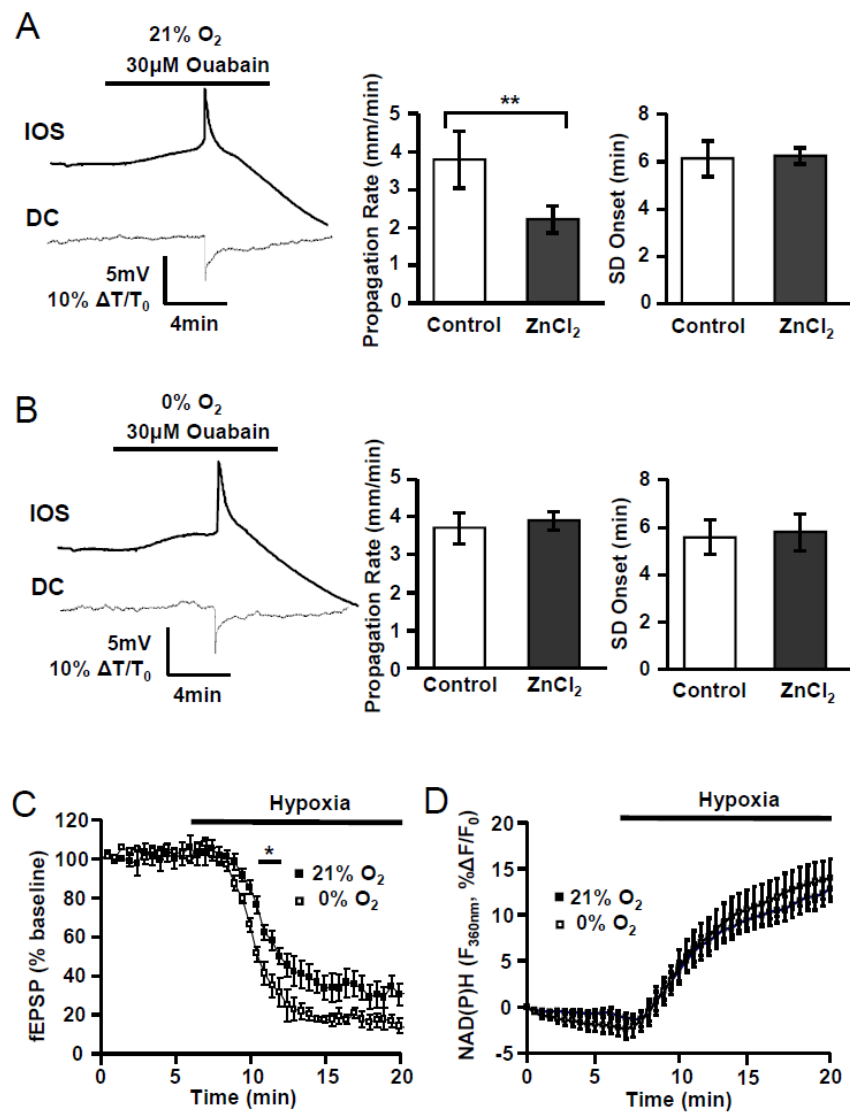 A
21% O₂
30μM Ouabain
IOS
DC
5mV
10% ΔT/T₀
4min
Propagation Rate (mm/min)
5
4
3
2
1
0
**
Control
ZnCl₂
SD Onset (min)
8
6
4
2
0
Control
ZnCl₂
B
0% O₂
30μM Ouabain
IOS
DC
5mV
10% ΔT/T₀
4min
Propagation Rate (mm/min)
5
4
3
2
1
0
Control
ZnCl₂
SD Onset (min)
8
6
4
2
0
Control
ZnCl₂
C
Hypoxia
fEPSP (% baseline)
120
100
80
60
40
20
0
*
21% O₂
0% O₂
0 5 10 15 20
Time (min)
D
Hypoxia
NAD(P)H (F₃₆₀ₙₘ, %ΔF/F₀)
20
15
10
5
0
-5
21% O₂
0% O₂
0 5 10 15 20
Time (min)